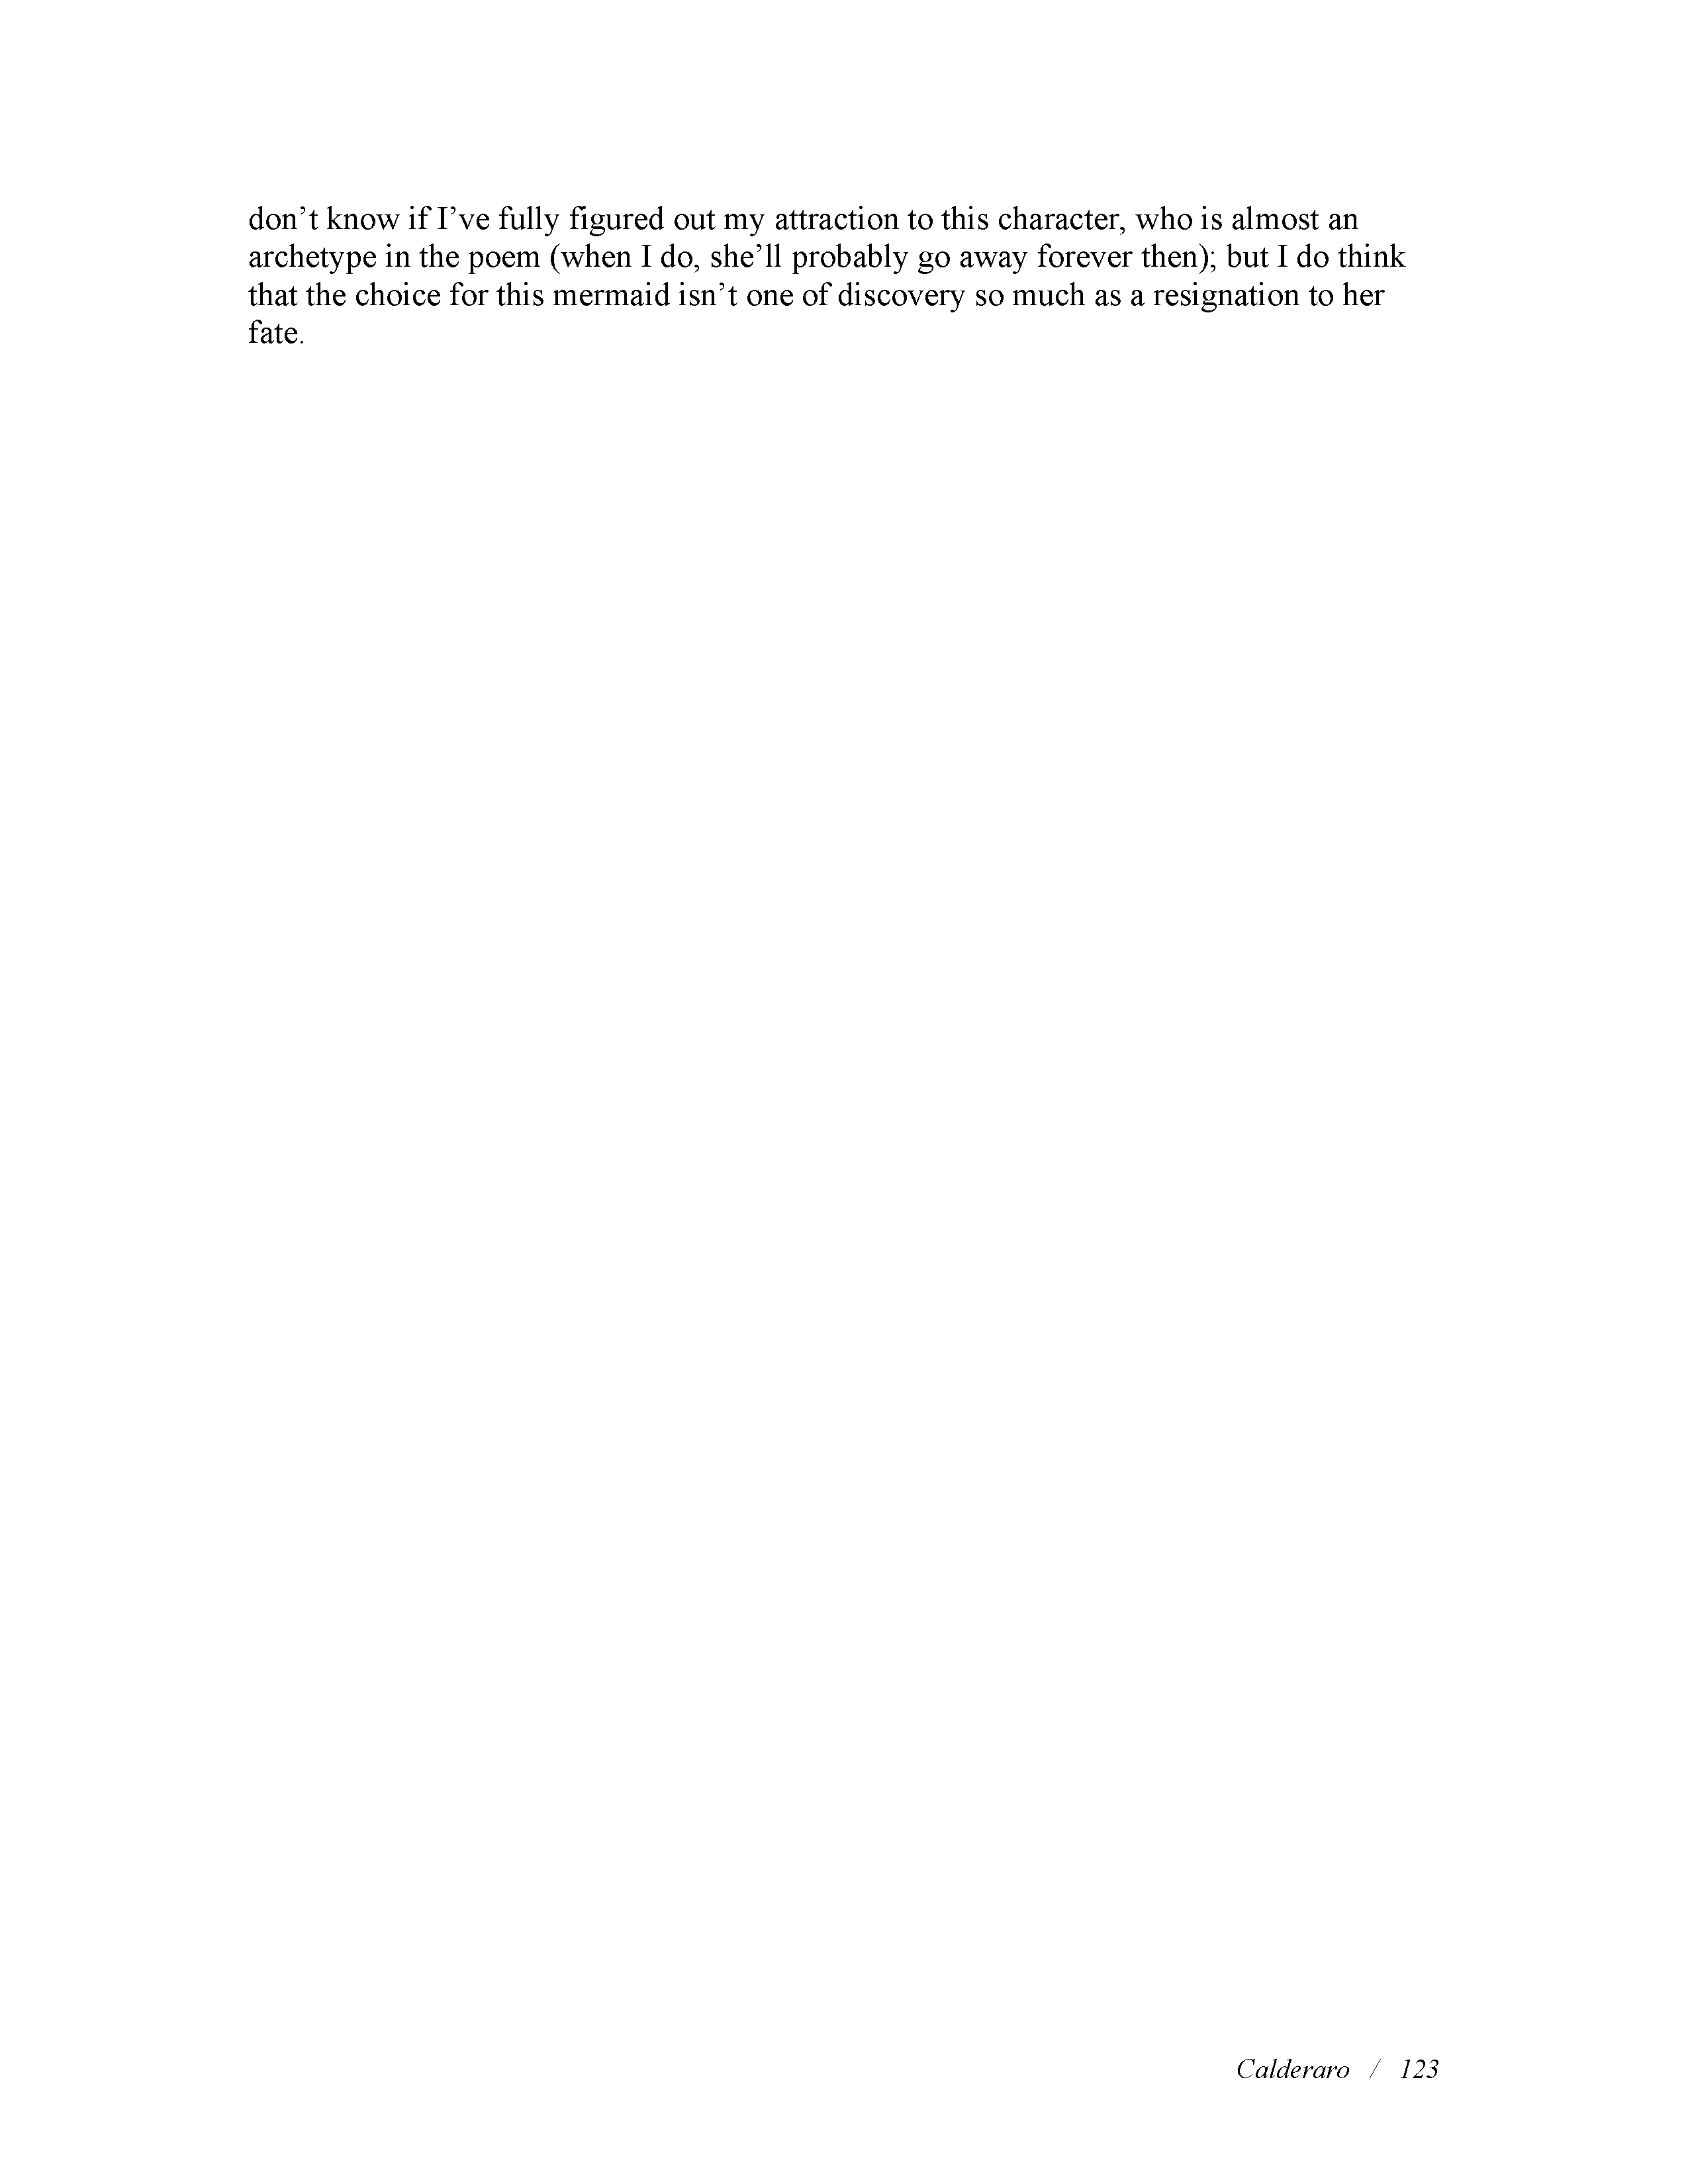 don’t know if I’ve fully figured out my attraction to this character, who is almost an
archetype in the poem (when I do, she’ll probably go away forever then); but I do think
that the choice for this mermaid isn’t one of discovery so much as a resignation to her
fate.
Calderaro / 123